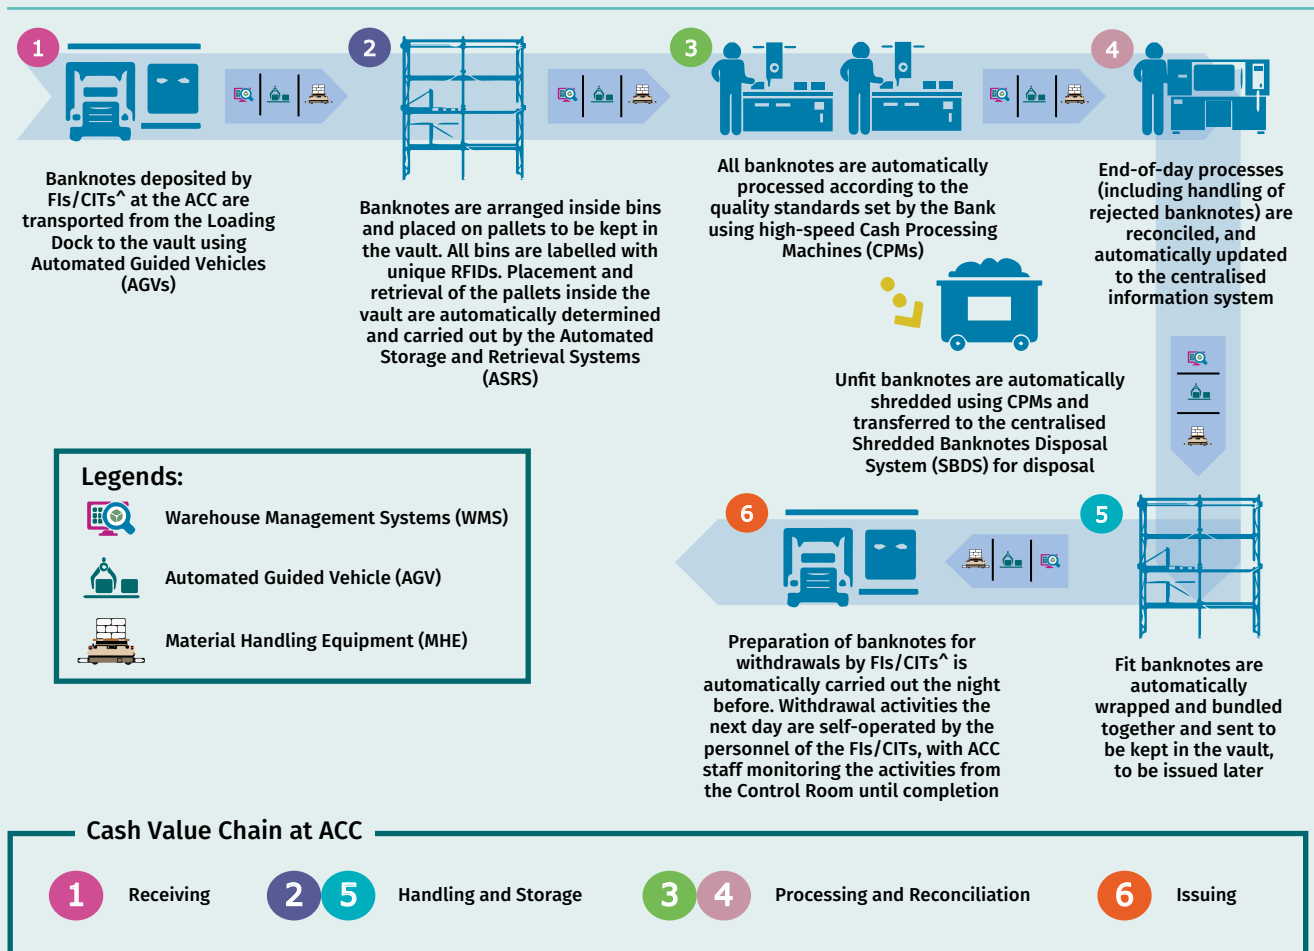 1
Banknotes deposited by
FIs/CITs^ at the ACC are
transported from the Loading
Dock to the vault using
Automated Guided Vehicles
(AGVs)
2
Banknotes are arranged inside bins
and placed on pallets to be kept in
the vault. All bins are labelled with
unique RFIDs. Placement and
retrieval of the pallets inside the
vault are automatically determined
and carried out by the Automated
Storage and Retrieval Systems
(ASRS)
3
All banknotes are automatically
processed according to the
quality standards set by the Bank
using high-speed Cash Processing
Machines (CPMs)
Unfit banknotes are automatically
shredded using CPMs and
transferred to the centralised
Shredded Banknotes Disposal
System (SBDS) for disposal
4
End-of-day processes
(including handling of
rejected banknotes) are
reconciled, and
automatically updated
to the centralised
information system
5
Fit banknotes are
automatically
wrapped and bundled
together and sent to
be kept in the vault,
to be issued later
6
Preparation of banknotes for
withdrawals by FIs/CITs^ is
automatically carried out the night
before. Withdrawal activities the
next day are self-operated by the
personnel of the FIs/CITs, with ACC
staff monitoring the activities from
the Control Room until completion
Legends:
Warehouse Management Systems (WMS)
Automated Guided Vehicle (AGV)
Material Handling Equipment (MHE)
Cash Value Chain at ACC
1 Receiving
2 5 Handling and Storage
3 4 Processing and Reconciliation
6 Issuing